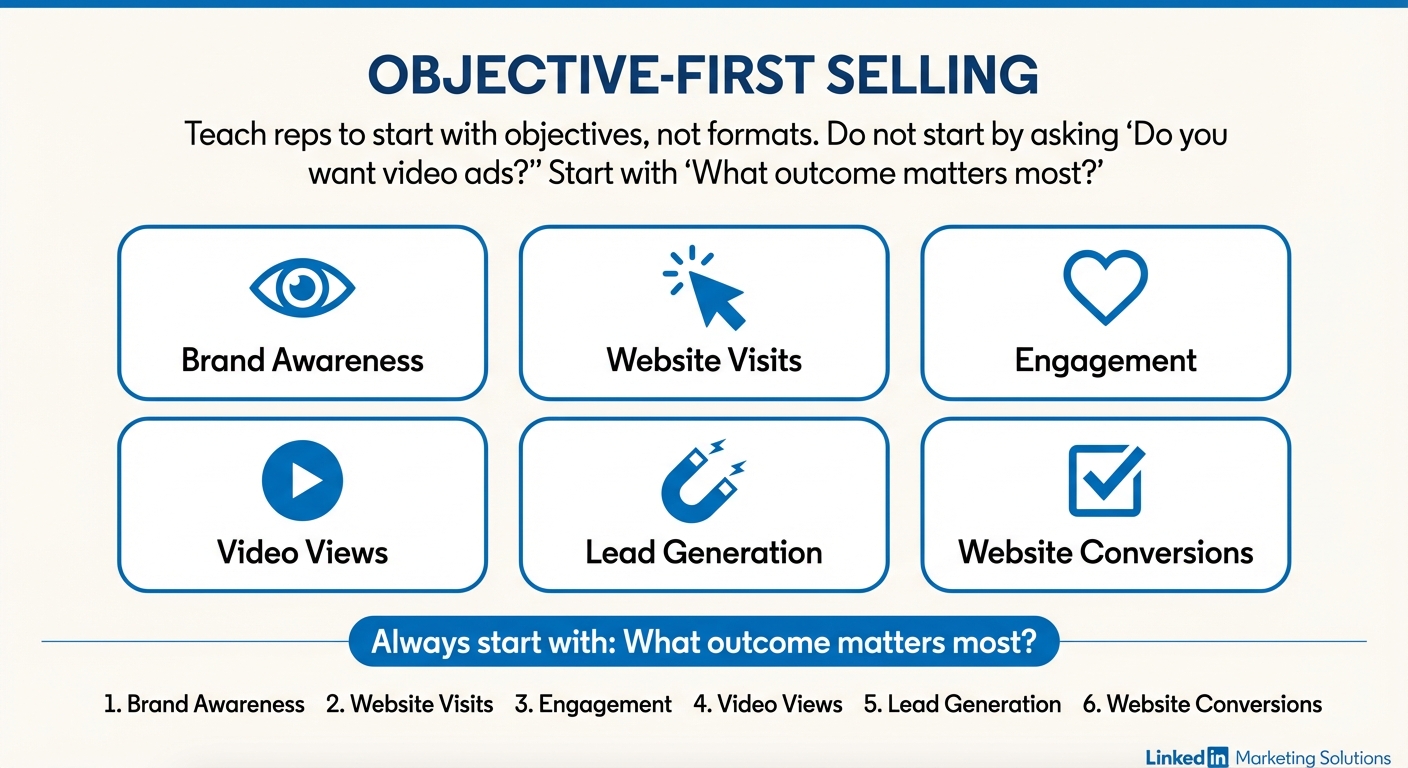 OBJECTIVE-FIRST SELLING
Teach reps to start with objectives, not formats. Do not start by asking ‘Do you
want video ads?” Start with ‘What outcome matters most?’
Brand Awareness
Website Visits
Engagement
Video Views
Lead Generation
Website Conversions
Always start with: What outcome matters most?
1. Brand Awareness 2. Website Visits 3. Engagement 4. Video Views 5. Lead Generation 6. Website Conversions
Linked in Marketing Solutions